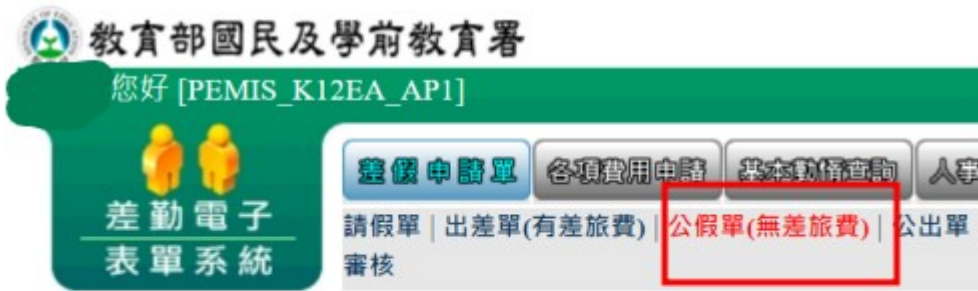 教育部國民及學前教育署
您好 [PEMIS_K12EA_AP1]
差假申請單 各項費用申請 基本勤惰查詢 人事
差勤電子
表單系統
請假單 | 出差單(有差旅費) | 公假單(無差旅費) | 公出單
審核